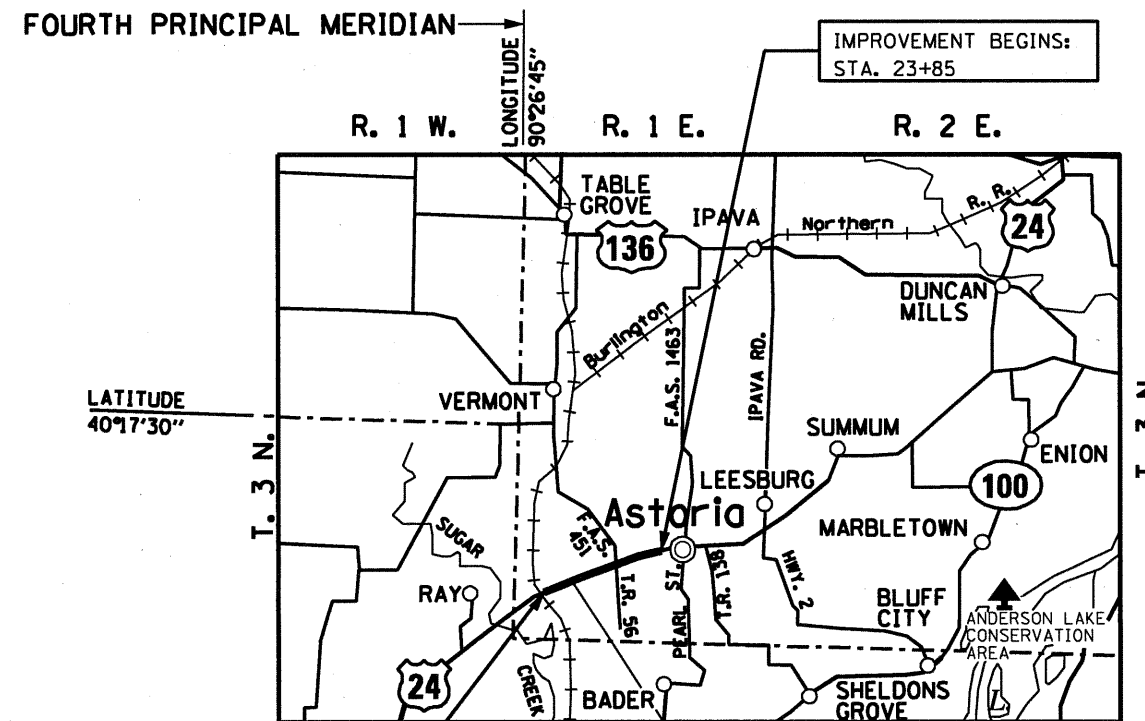 FOURTH PRINCIPAL MERIDIAN
LONGITUDE
90°26'45"
IMPROVEMENT BEGINS:
STA. 23+85
R. 1 W.
R. 1 E.
R. 2 E.
TABLE
GROVE
136
IPAVA
Northern
R. R.
24
DUNCAN
MILLS
Burlington
F.A.S. 1463
IPAVA RD.
LATITUDE
40°17'30"
VERMONT
T. 3 N.
SUMMUM
ENION
LEESBURG
100
Astoria
MARBLETOWN
SUGAR
F.A.S.
451
T.R. 56
PEARL ST.
T.R. 138
HWY. 2
RAY
BLUFF
CITY
ANDERSON LAKE
CONSERVATION
AREA
24
CREEK
BADER
SHELDONS
GROVE